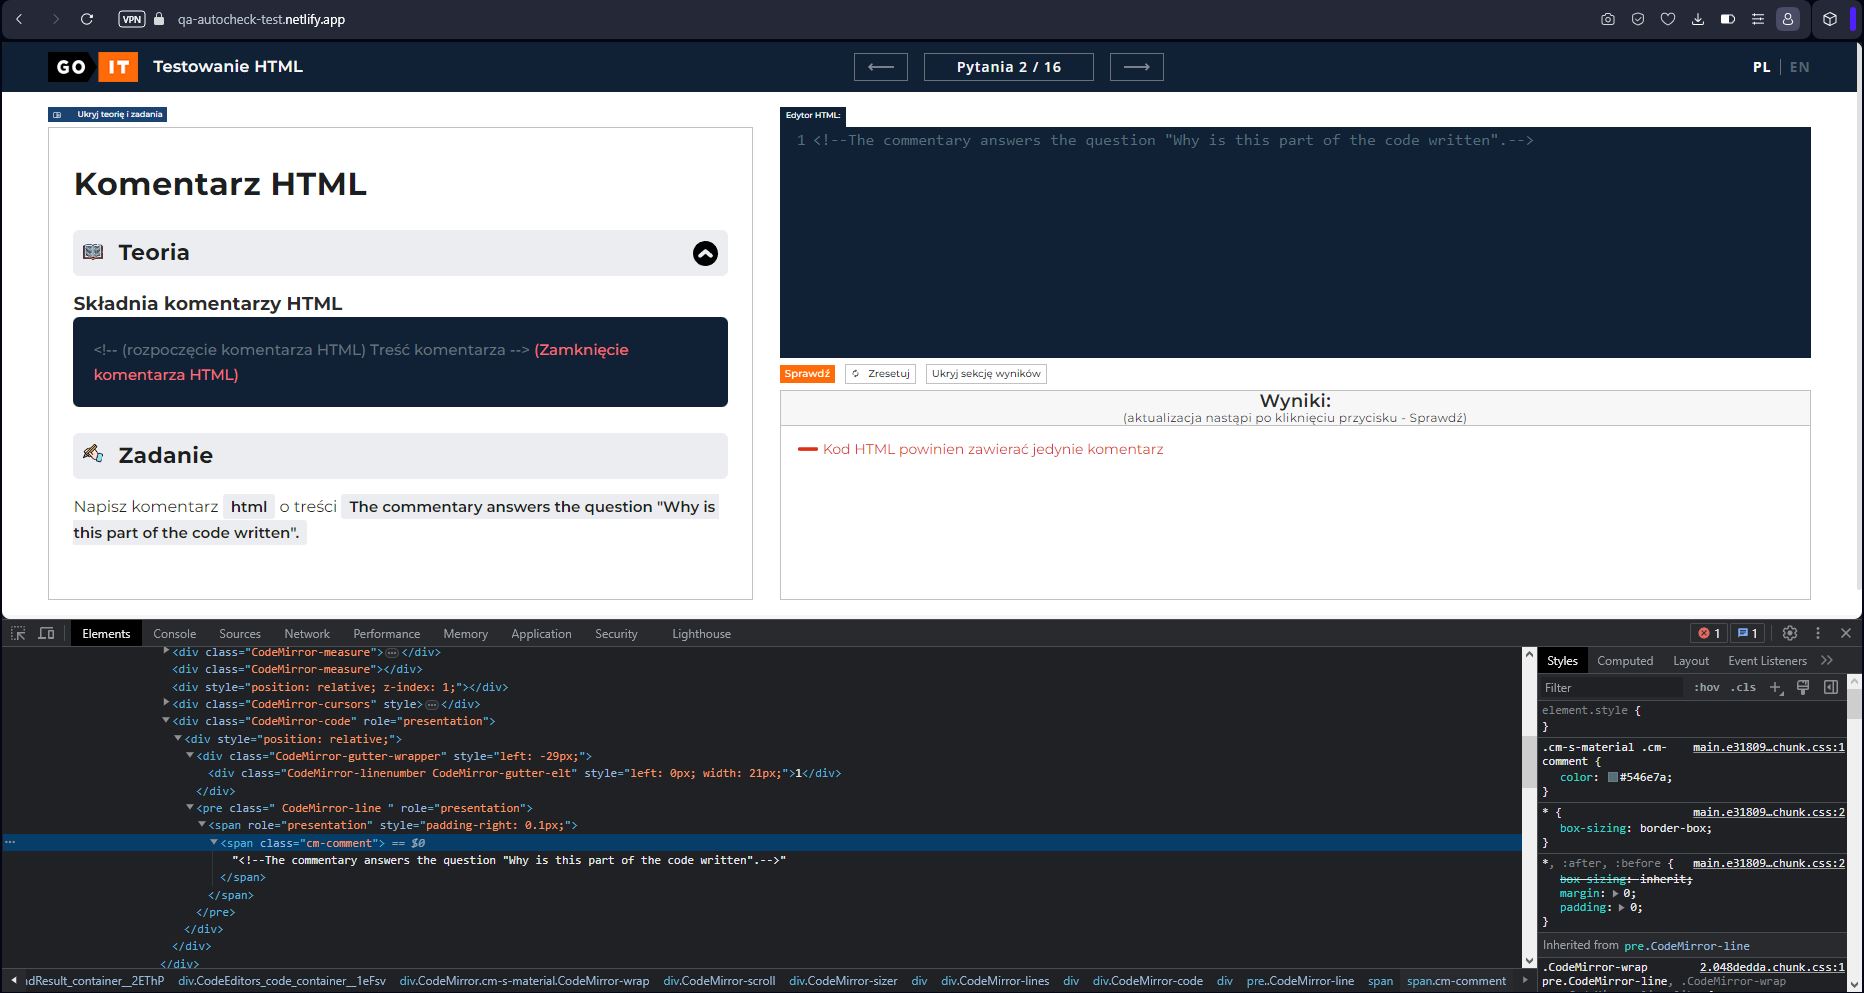 VPN qa-autocheck-test.netlify.app
GO IT Testowanie HTML
Pytania 2 / 16
PL | EN
Ukryj teorię i zadania
Komentarz HTML
Teoria
Składnia komentarzy HTML
<!-- (rozpoczęcie komentarza HTML) Treść komentarza --> (Zamknięcie
komentarza HTML)
Zadanie
Napisz komentarz html o treści The commentary answers the question "Why is
this part of the code written".
Edytor HTML:
1 <!--The commentary answers the question "Why is this part of the code written".-->
Sprawdź Zresetuj Ukryj sekcję wyników
Wyniki:
(aktualizacja nastąpi po kliknięciu przycisku - Sprawdź)
Kod HTML powinien zawierać jedynie komentarz
Elements Console Sources Network Performance Memory Application Security Lighthouse 1 1
<div class="CodeMirror-measure">…</div>
<div class="CodeMirror-measure"></div>
<div style="position: relative; z-index: 1;"></div>
<div class="CodeMirror-cursors" style>…</div>
<div class="CodeMirror-code" role="presentation">
<div style="position: relative;">
<div class="CodeMirror-gutter-wrapper" style="left: -29px;">
<div class="CodeMirror-linenumber CodeMirror-gutter-elt" style="left: 0px; width: 21px;">1</div>
</div>
<pre class=" CodeMirror-line " role="presentation">
<span role="presentation" style="padding-right: 0.1px;">
<span class="cm-comment"> == $0
"<!--The commentary answers the question "Why is this part of the code written".-->"
</span>
</span>
</pre>
</div>
</div>
</div>
ndResult_container__2EThP div.CodeEditors_code_container__1eFsv div.CodeMirror.cm-s-material.CodeMirror-wrap div.CodeMirror-scroll div.CodeMirror-sizer div div.CodeMirror-lines div div.CodeMirror-code div pre..CodeMirror-line span span.cm-comment
Styles Computed Layout Event Listeners
Filter :hov .cls
element.style {
}
.cm-s-material .cm- main.e31809…chunk.css:1
comment {
color: #546e7a;
}
* { main.e31809…chunk.css:2
box-sizing: border-box;
}
*, :after, :before { main.e31809…chunk.css:2
box-sizing: inherit;
margin: 0;
padding: 0;
}
Inherited from pre.CodeMirror-line
.CodeMirror-wrap 2.048dedda.chunk.css:1
pre.CodeMirror-line, .CodeMirror-wrap